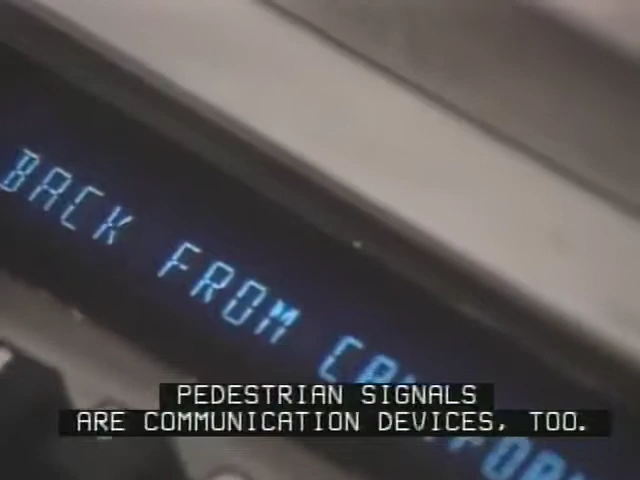 BACK FROM
PEDESTRIAN SIGNALS
ARE COMMUNICATION DEVICES, TOO.